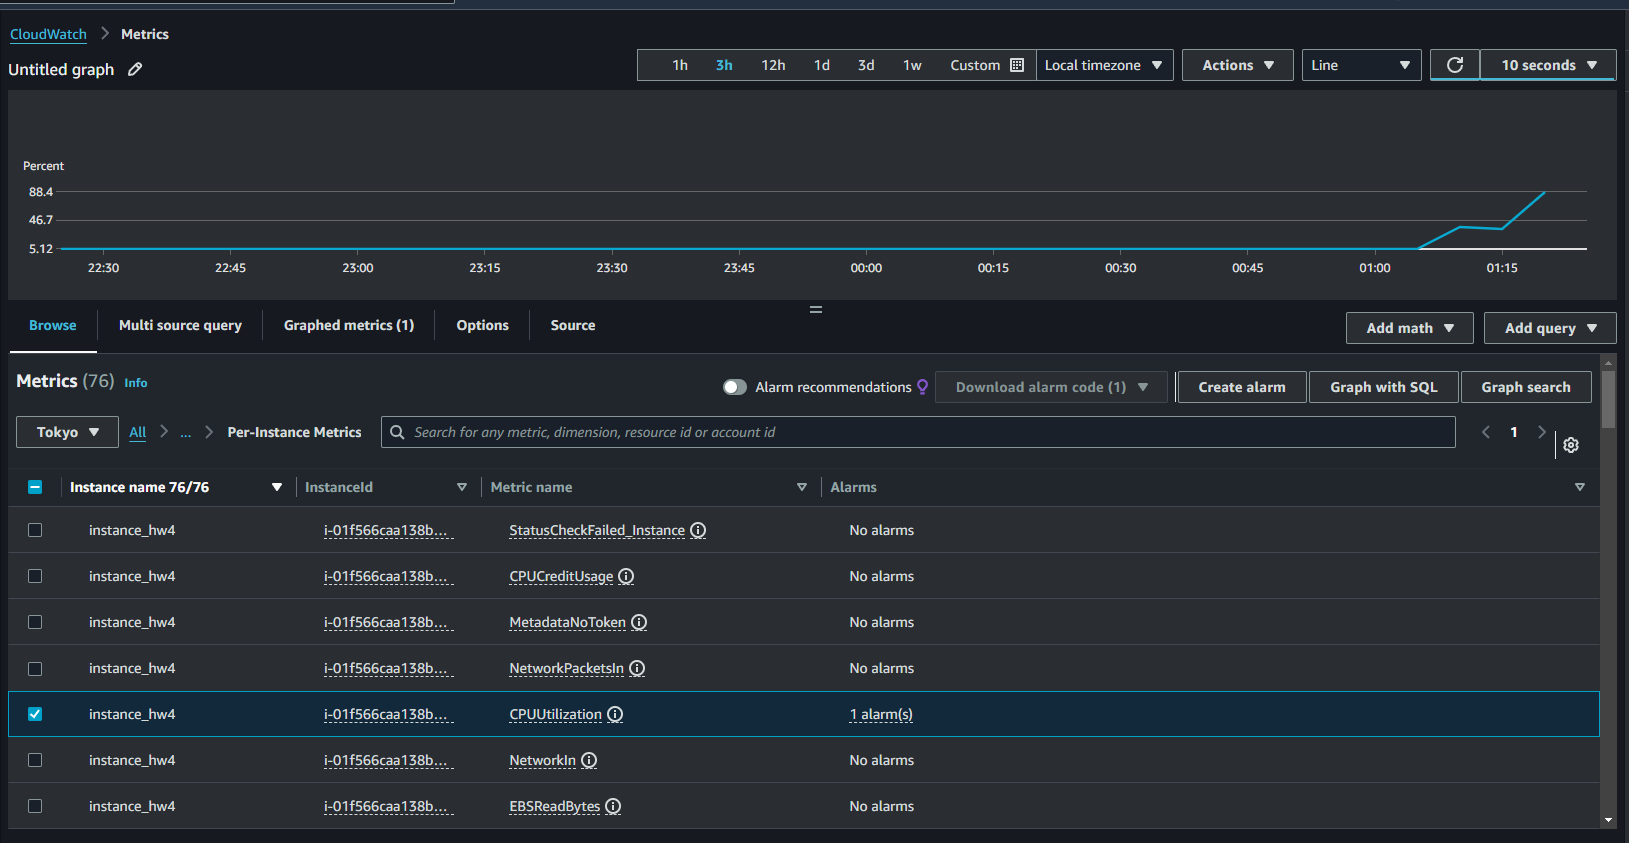 CloudWatch > Metrics
Untitled graph
1h 3h 12h 1d 3d 1w Custom Local timezone Actions Line 10 seconds
Percent
88.4
46.7
5.12
22:30 22:45 23:00 23:15 23:30 23:45 00:00 00:15 00:30 00:45 01:00 01:15
Browse Multi source query Graphed metrics (1) Options Source Add math Add query
Metrics (76) Info
Alarm recommendations Download alarm code (1) Create alarm Graph with SQL Graph search
Tokyo All > ... > Per-Instance Metrics Search for any metric, dimension, resource id or account id 1
Instance name 76/76 InstanceId Metric name Alarms
instance_hw4 i-01f566caa138b... StatusCheckFailed_Instance No alarms
instance_hw4 i-01f566caa138b... CPUCreditUsage No alarms
instance_hw4 i-01f566caa138b... MetadataNoToken No alarms
instance_hw4 i-01f566caa138b... NetworkPacketsIn No alarms
instance_hw4 i-01f566caa138b... CPUUtilization 1 alarm(s)
instance_hw4 i-01f566caa138b... NetworkIn No alarms
instance_hw4 i-01f566caa138b... EBSReadBytes No alarms